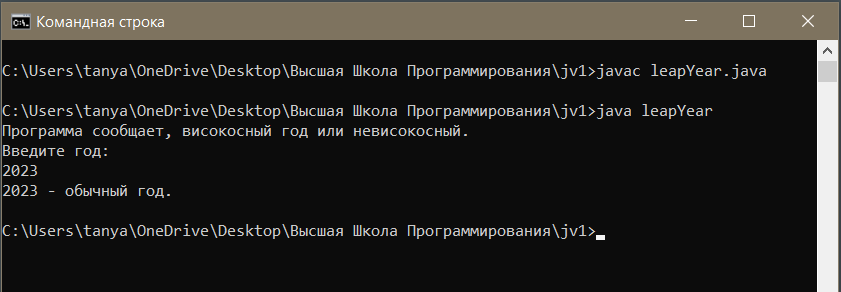 Командная строка
C:\Users\tanya\OneDrive\Desktop\Высшая Школа Программирования\jv1>javac leapYear.java
C:\Users\tanya\OneDrive\Desktop\Высшая Школа Программирования\jv1>java leapYear
Программа сообщает, високосный год или невисокосный.
Введите год:
2023
2023 - обычный год.
C:\Users\tanya\OneDrive\Desktop\Высшая Школа Программирования\jv1>